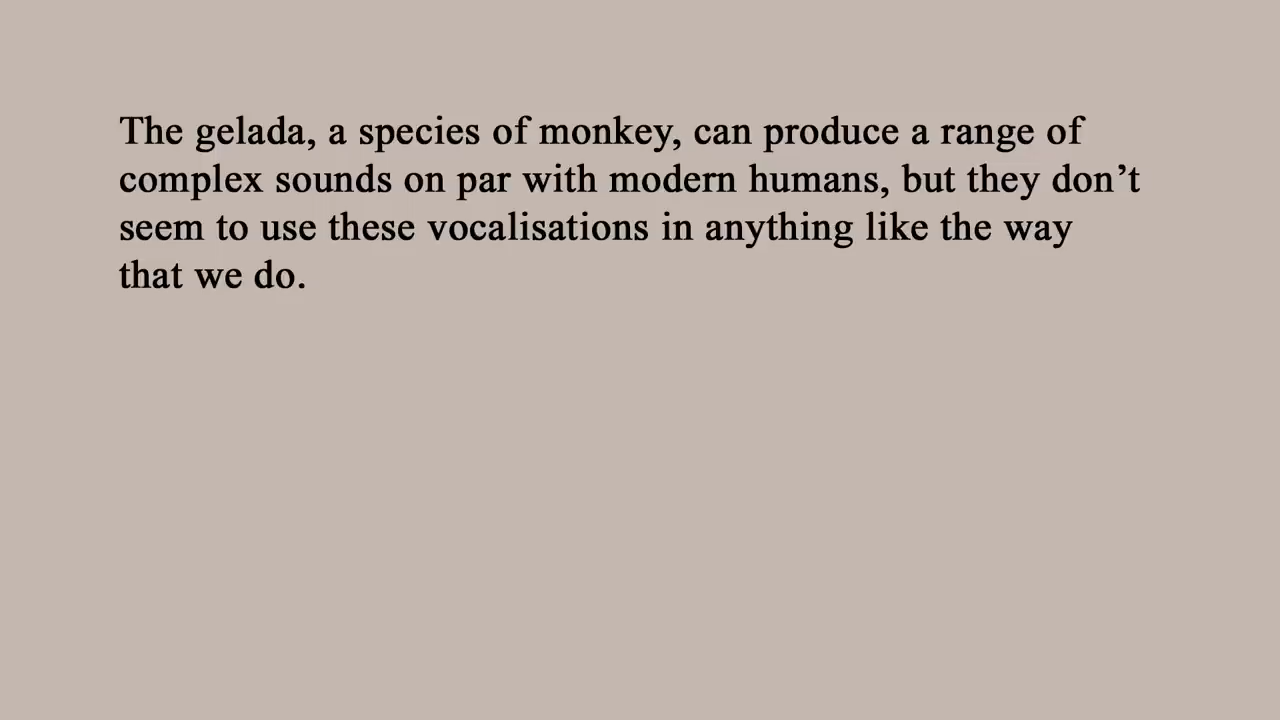 The gelada, a species of monkey, can produce a range of
complex sounds on par with modern humans, but they don’t
seem to use these vocalisations in anything like the way
that we do.